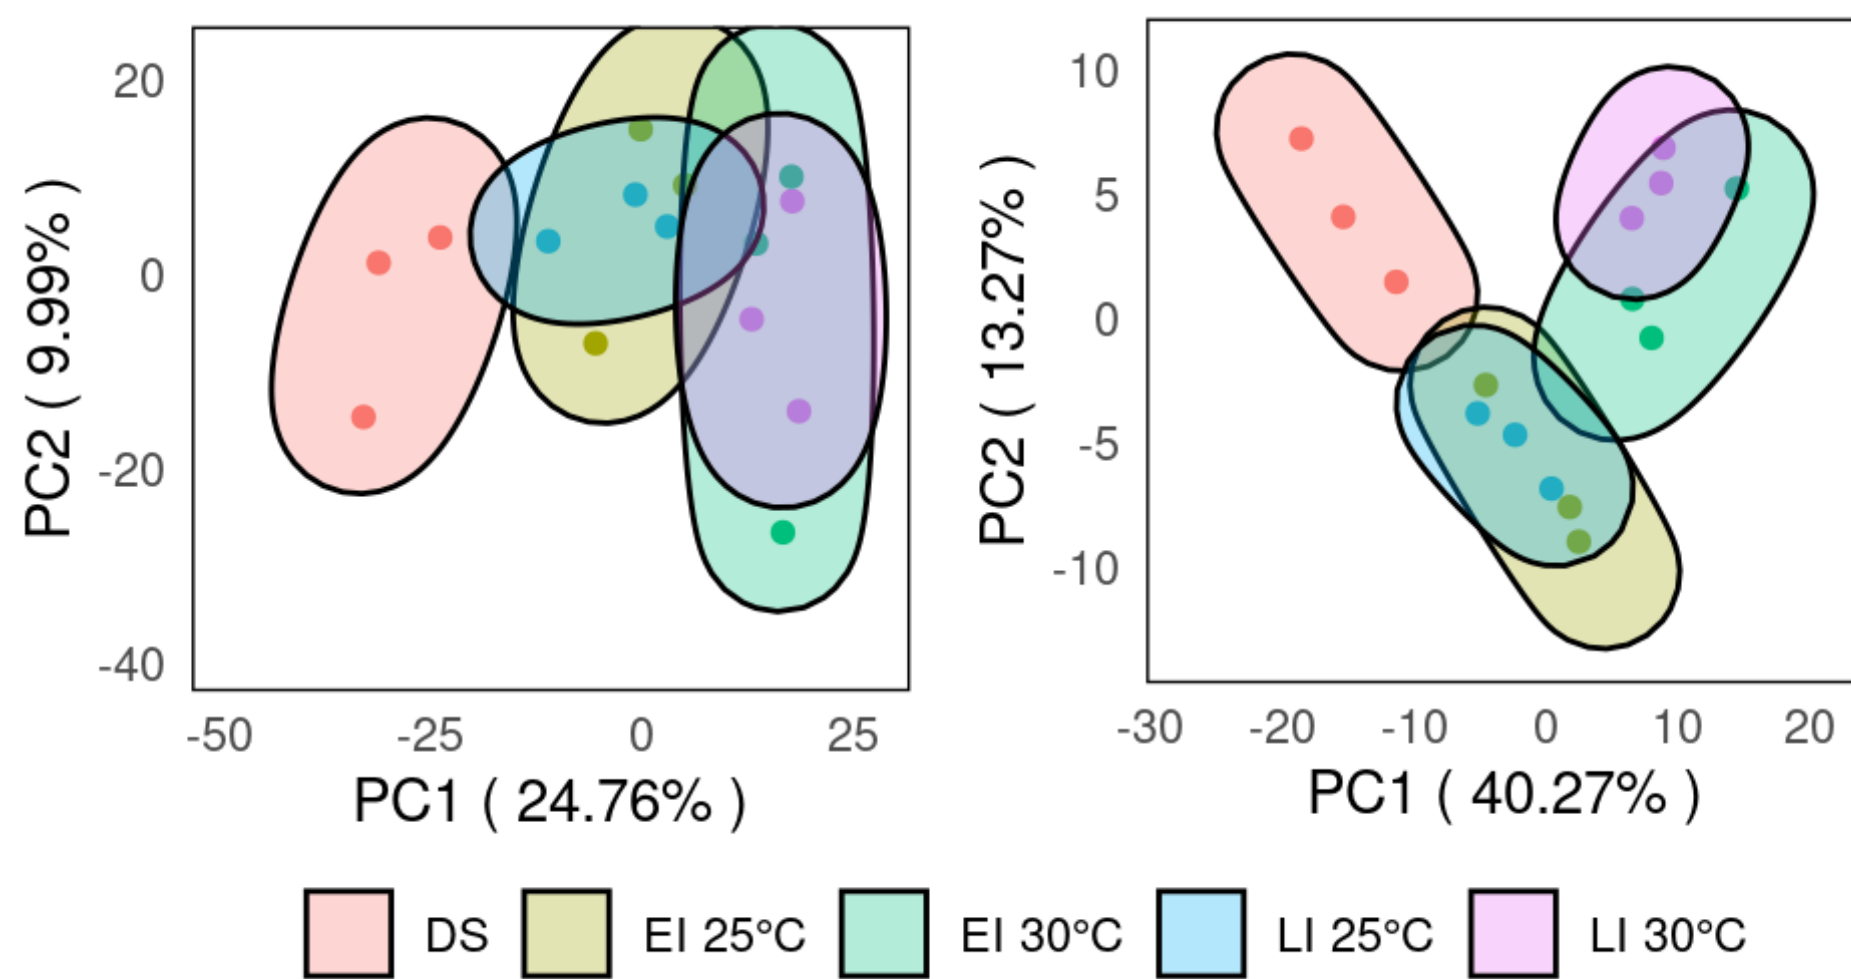 20
0
-20
-40
PC2 ( 9.99% )
-50 -25 0 25
PC1 ( 24.76% )
10
5
0
-5
-10
PC2 ( 13.27% )
-30 -20 -10 0 10 20
PC1 ( 40.27% )
DS EI 25°C EI 30°C LI 25°C LI 30°C